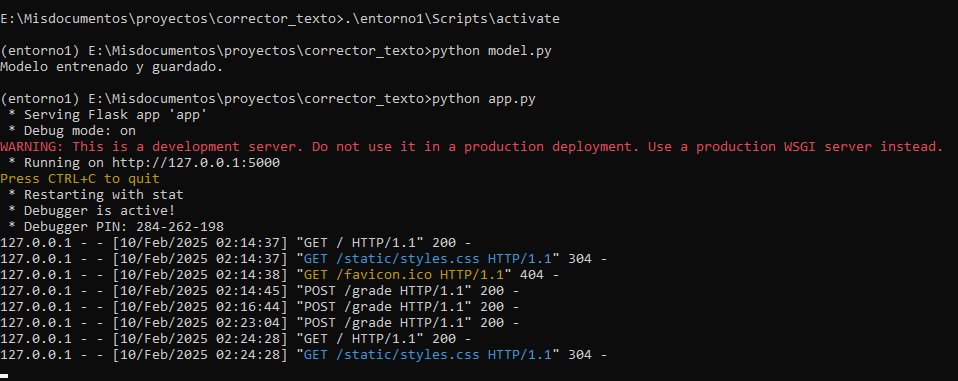 E:\Misdocumentos\proyectos\corrector_texto>.\entorno1\Scripts\activate
(entorno1) E:\Misdocumentos\proyectos\corrector_texto>python model.py
Modelo entrenado y guardado.
(entorno1) E:\Misdocumentos\proyectos\corrector_texto>python app.py
 * Serving Flask app 'app'
 * Debug mode: on
WARNING: This is a development server. Do not use it in a production deployment. Use a production WSGI server instead.
 * Running on http://127.0.0.1:5000
Press CTRL+C to quit
 * Restarting with stat
 * Debugger is active!
 * Debugger PIN: 284-262-198
127.0.0.1 - - [10/Feb/2025 02:14:37] "GET / HTTP/1.1" 200 -
127.0.0.1 - - [10/Feb/2025 02:14:37] "GET /static/styles.css HTTP/1.1" 304 -
127.0.0.1 - - [10/Feb/2025 02:14:38] "GET /favicon.ico HTTP/1.1" 404 -
127.0.0.1 - - [10/Feb/2025 02:14:45] "POST /grade HTTP/1.1" 200 -
127.0.0.1 - - [10/Feb/2025 02:16:44] "POST /grade HTTP/1.1" 200 -
127.0.0.1 - - [10/Feb/2025 02:23:04] "POST /grade HTTP/1.1" 200 -
127.0.0.1 - - [10/Feb/2025 02:24:28] "GET / HTTP/1.1" 200 -
127.0.0.1 - - [10/Feb/2025 02:24:28] "GET /static/styles.css HTTP/1.1" 304 -